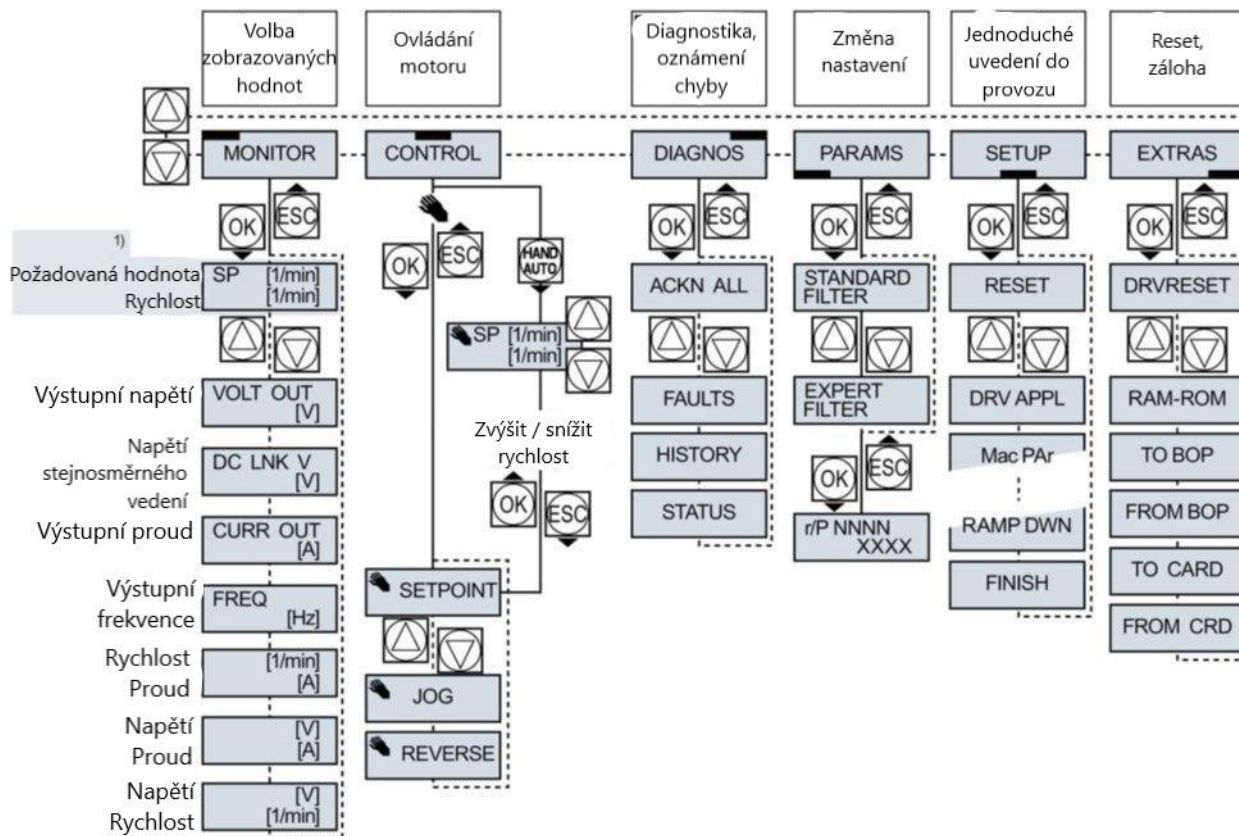 Volba
zobrazovaných
hodnot
Ovládání
motoru
Diagnostika,
oznámení
chyby
Změna
nastavení
Jednoduché
uvedení do
provozu
Reset,
záloha
MONITOR
CONTROL
DIAGNOS
PARAMS
SETUP
EXTRAS
OK
ESC
OK
ESC
HAND
AUTO
OK
ESC
OK
ESC
OK
ESC
OK
ESC
1)
Požadovaná hodnota
Rychlost
SP [1/min]
[1/min]
Výstupní napětí
VOLT OUT
[V]
Napětí
stejnosměrného
vedení
DC LNK V
[V]
Výstupní proud
CURR OUT
[A]
Výstupní
frekvence
FREQ
[Hz]
Rychlost
Proud
[1/min]
[A]
Napětí
Proud
[V]
[A]
Napětí
Rychlost
[V]
[1/min]
SP [1/min]
[1/min]
Zvýšit / snížit
rychlost
OK
ESC
SETPOINT
JOG
REVERSE
ACKN ALL
FAULTS
HISTORY
STATUS
STANDARD
FILTER
EXPERT
FILTER
OK
ESC
r/P NNNN
XXXX
RESET
DRV APPL
Mac PAr
RAMP DWN
FINISH
DRVRESET
RAM-ROM
TO BOP
FROM BOP
TO CARD
FROM CRD